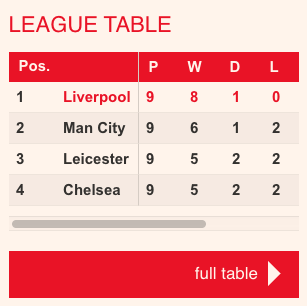 LEAGUE TABLE
Pos. P W D L
1 Liverpool 9 8 1 0
2 Man City 9 6 1 2
3 Leicester 9 5 2 2
4 Chelsea 9 5 2 2
full table